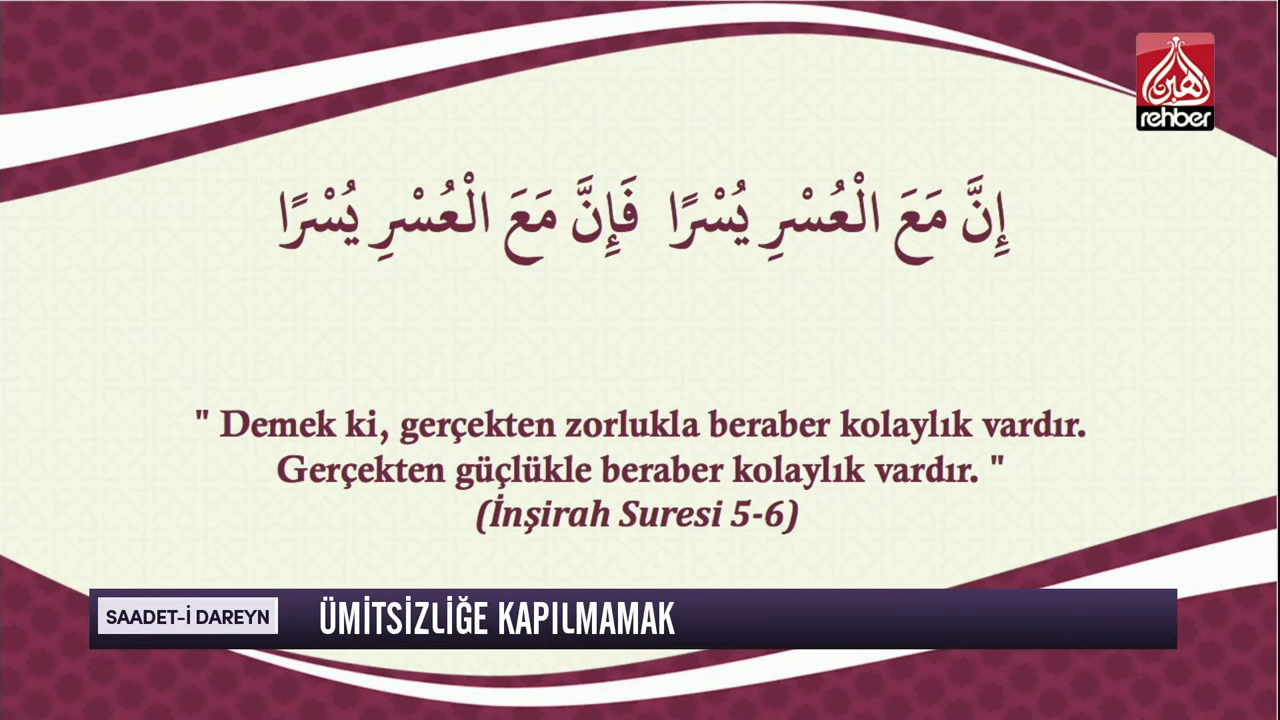 rehber
إِنَّ مَعَ الْعُسْرِ يُسْرًا فَإِنَّ مَعَ الْعُسْرِ يُسْرًا
" Demek ki, gerçekten zorlukla beraber kolaylık vardır.
Gerçekten güçlükle beraber kolaylık vardır. "
(İnşirah Suresi 5-6)
SAADET-İ DAREYN ÜMİTSİZLİĞE KAPILMAMAK